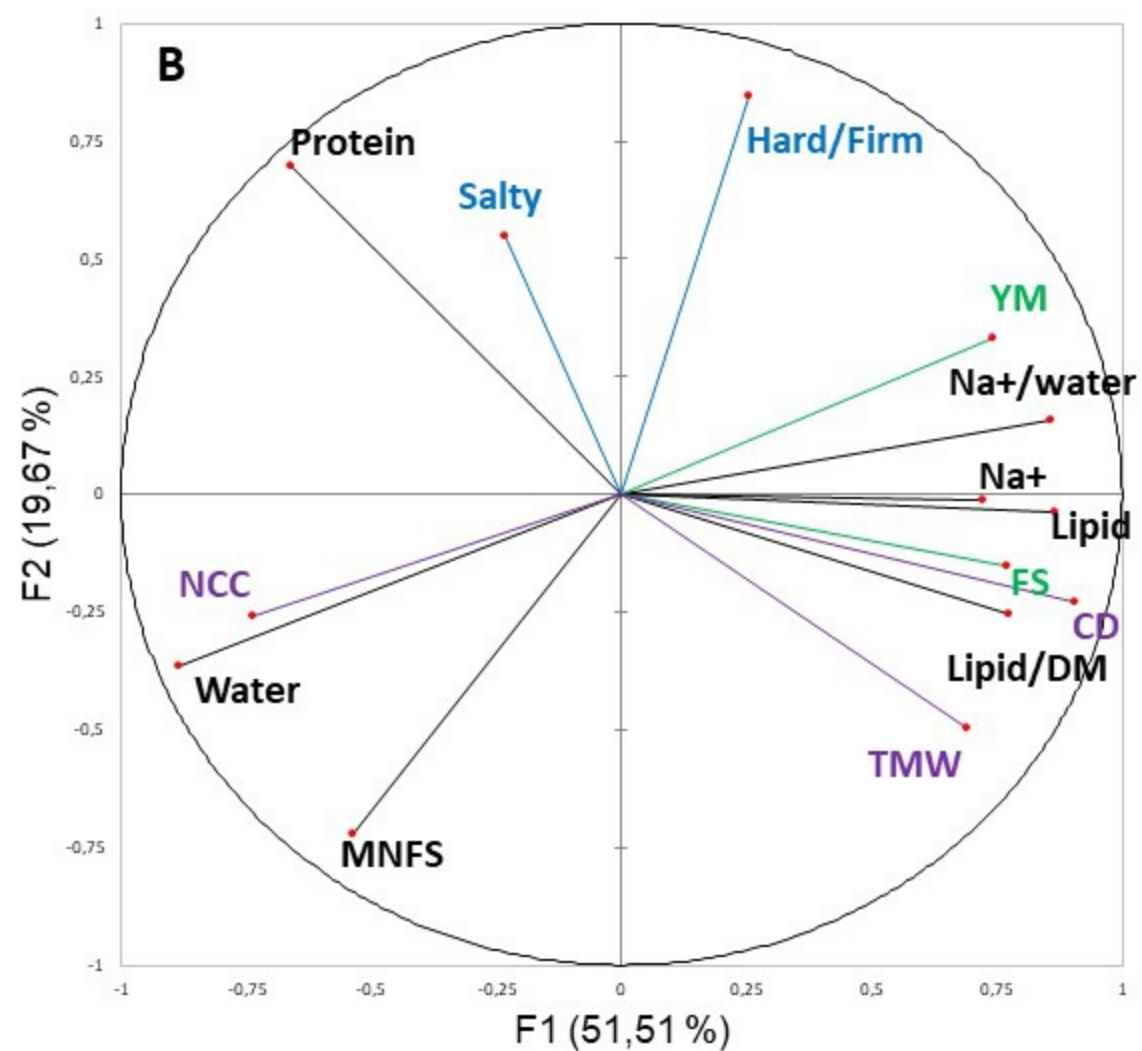 B
1
0,75
0,5
0,25
0
-0,25
-0,5
-0,75
-1
F2 (19,67 %)
Protein
Salty
Hard/Firm
YM
Na+/water
Na+
Lipid
FS
CD
Lipid/DM
TMW
NCC
Water
MNFS
-1
-0,75
-0,5
-0,25
0
0,25
0,5
0,75
1
F1 (51,51 %)